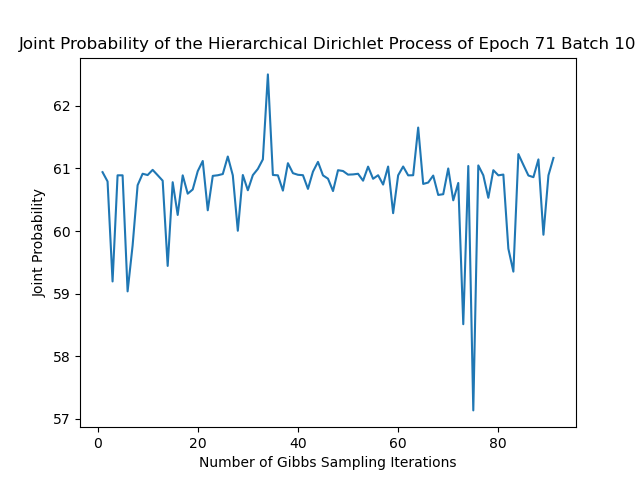 Joint Probability of the Hierarchical Dirichlet Process of Epoch 71 Batch 10
62
61
60
59
58
57
Joint Probability
0 20 40 60 80
Number of Gibbs Sampling Iterations